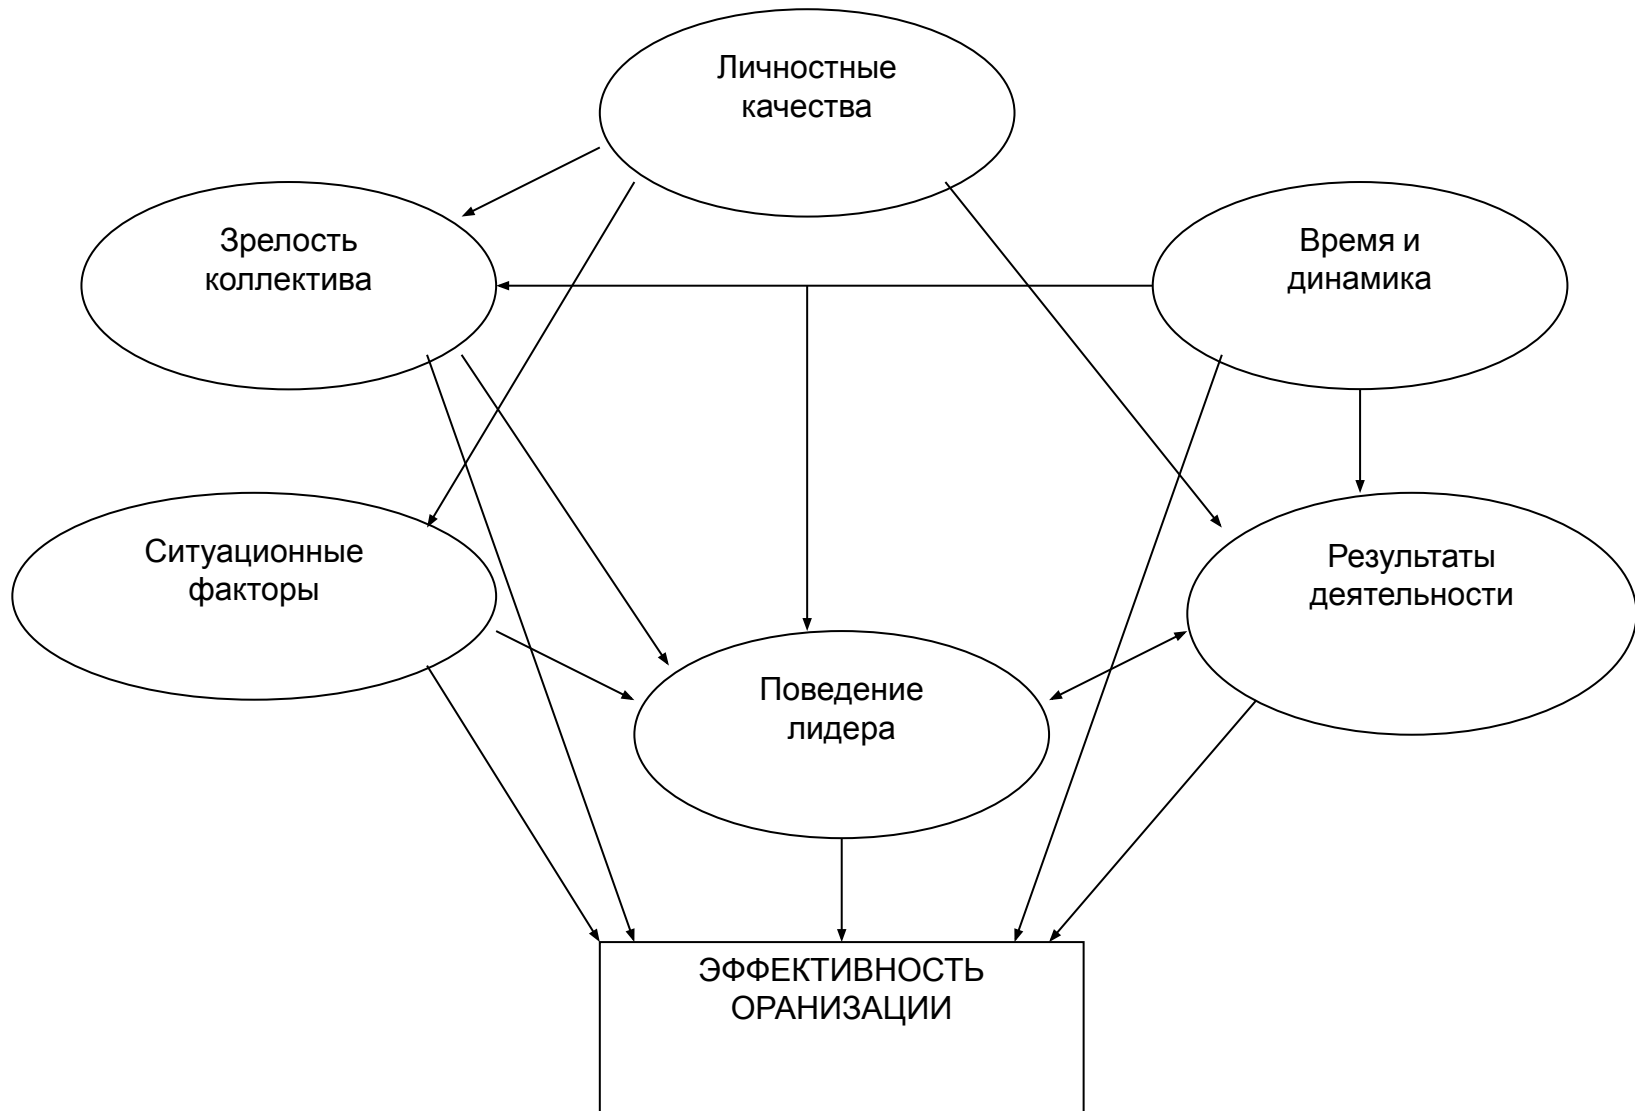 Личностные
качества
Зрелость
коллектива
Время и
динамика
Ситуационные
факторы
Результаты
деятельности
Поведение
лидера
ЭФФЕКТИВНОСТЬ
ОРАНИЗАЦИИ